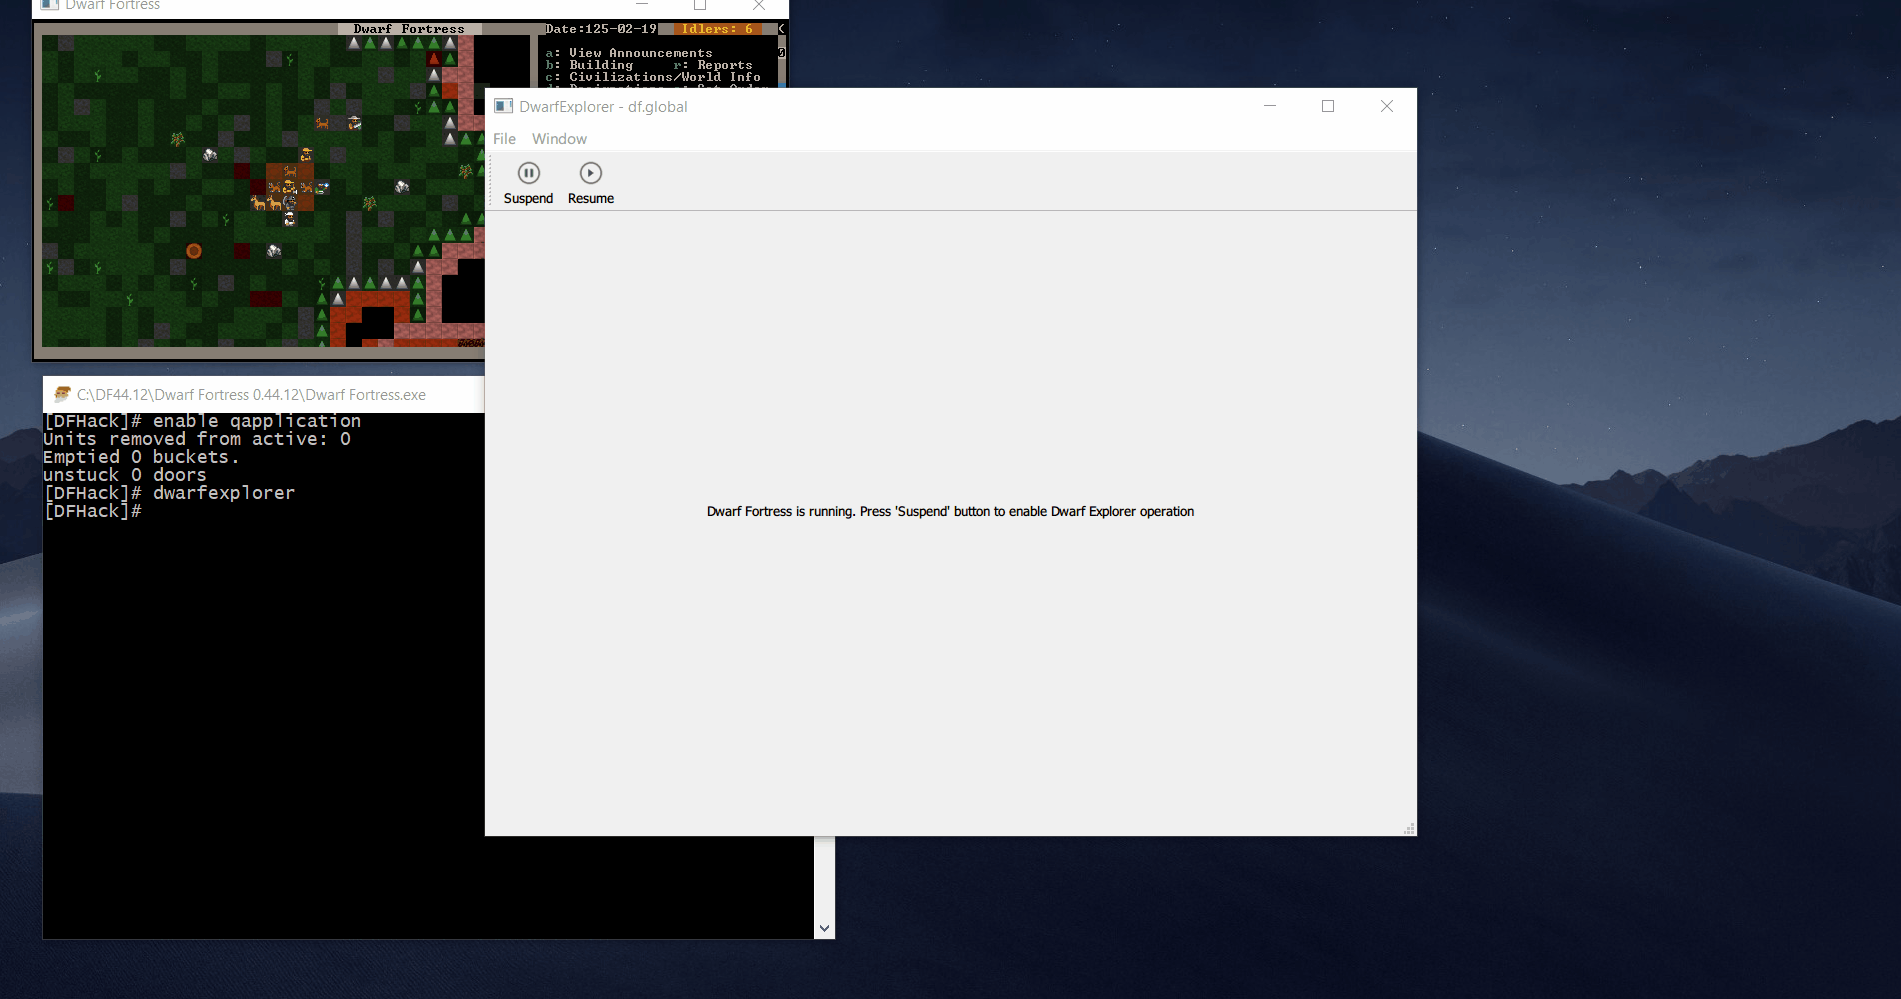 Dwarf Fortress
Dwarf Fortress
Date:125-02-19 Idlers: 6
a: View Announcements
b: Building r: Reports
c: Civilizations/World Info
DwarfExplorer - df.global
File Window
Suspend Resume
Dwarf Fortress is running. Press 'Suspend' button to enable Dwarf Explorer operation
C:\DF44.12\Dwarf Fortress 0.44.12\Dwarf Fortress.exe
[DFHack]# enable qapplication
Units removed from active: 0
Emptied 0 buckets.
unstuck 0 doors
[DFHack]# dwarfexplorer
[DFHack]#